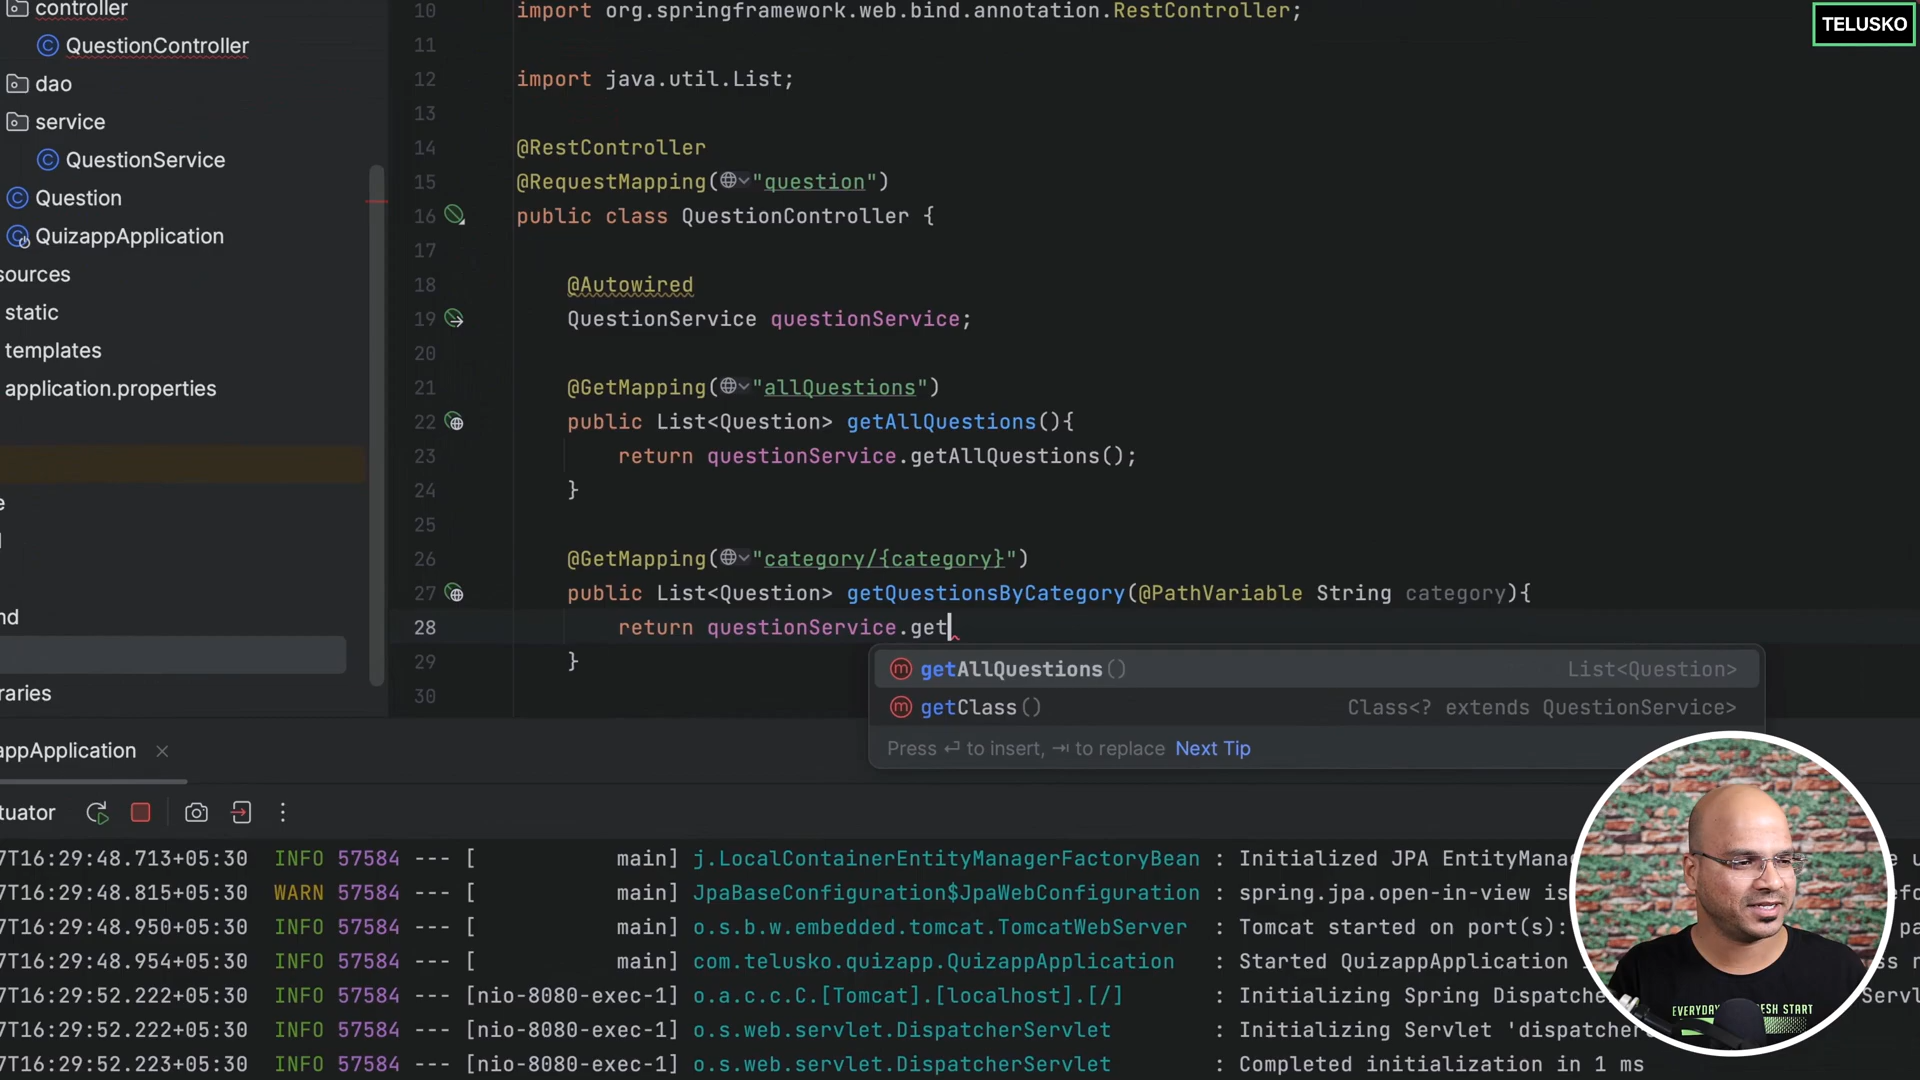 controller
QuestionController
dao
service
QuestionService
Question
QuizappApplication
sources
static
templates
application.properties
e
nd
raries
10 import org.springframework.web.bind.annotation.RestController;
11
12 import java.util.List;
13
14 @RestController
15 @RequestMapping("question")
16 public class QuestionController {
17
18 @Autowired
19 QuestionService questionService;
20
21 @GetMapping("allQuestions")
22 public List<Question> getAllQuestions(){
23 return questionService.getAllQuestions();
24 }
25
26 @GetMapping("category/{category}")
27 public List<Question> getQuestionsByCategory(@PathVariable String category){
28 return questionService.get
29 }
30
getAllQuestions() List<Question>
getClass() Class<? extends QuestionService>
Press ↵ to insert, ⇥ to replace Next Tip
TELUSKO
appApplication ×
tuator
7T16:29:48.713+05:30 INFO 57584 --- [ main] j.LocalContainerEntityManagerFactoryBean : Initialized JPA EntityManag
7T16:29:48.815+05:30 WARN 57584 --- [ main] JpaBaseConfiguration$JpaWebConfiguration : spring.jpa.open-in-view is
7T16:29:48.950+05:30 INFO 57584 --- [ main] o.s.b.w.embedded.tomcat.TomcatWebServer : Tomcat started on port(s):
7T16:29:48.954+05:30 INFO 57584 --- [ main] com.telusko.quizapp.QuizappApplication : Started QuizappApplication
7T16:29:52.222+05:30 INFO 57584 --- [nio-8080-exec-1] o.a.c.c.C.[Tomcat].[localhost].[/] : Initializing Spring Dispatche
7T16:29:52.222+05:30 INFO 57584 --- [nio-8080-exec-1] o.s.web.servlet.DispatcherServlet : Initializing Servlet 'dispatcher
7T16:29:52.223+05:30 INFO 57584 --- [nio-8080-exec-1] o.s.web.servlet.DispatcherServlet : Completed initialization in 1 ms
EVERYDAY ESH START